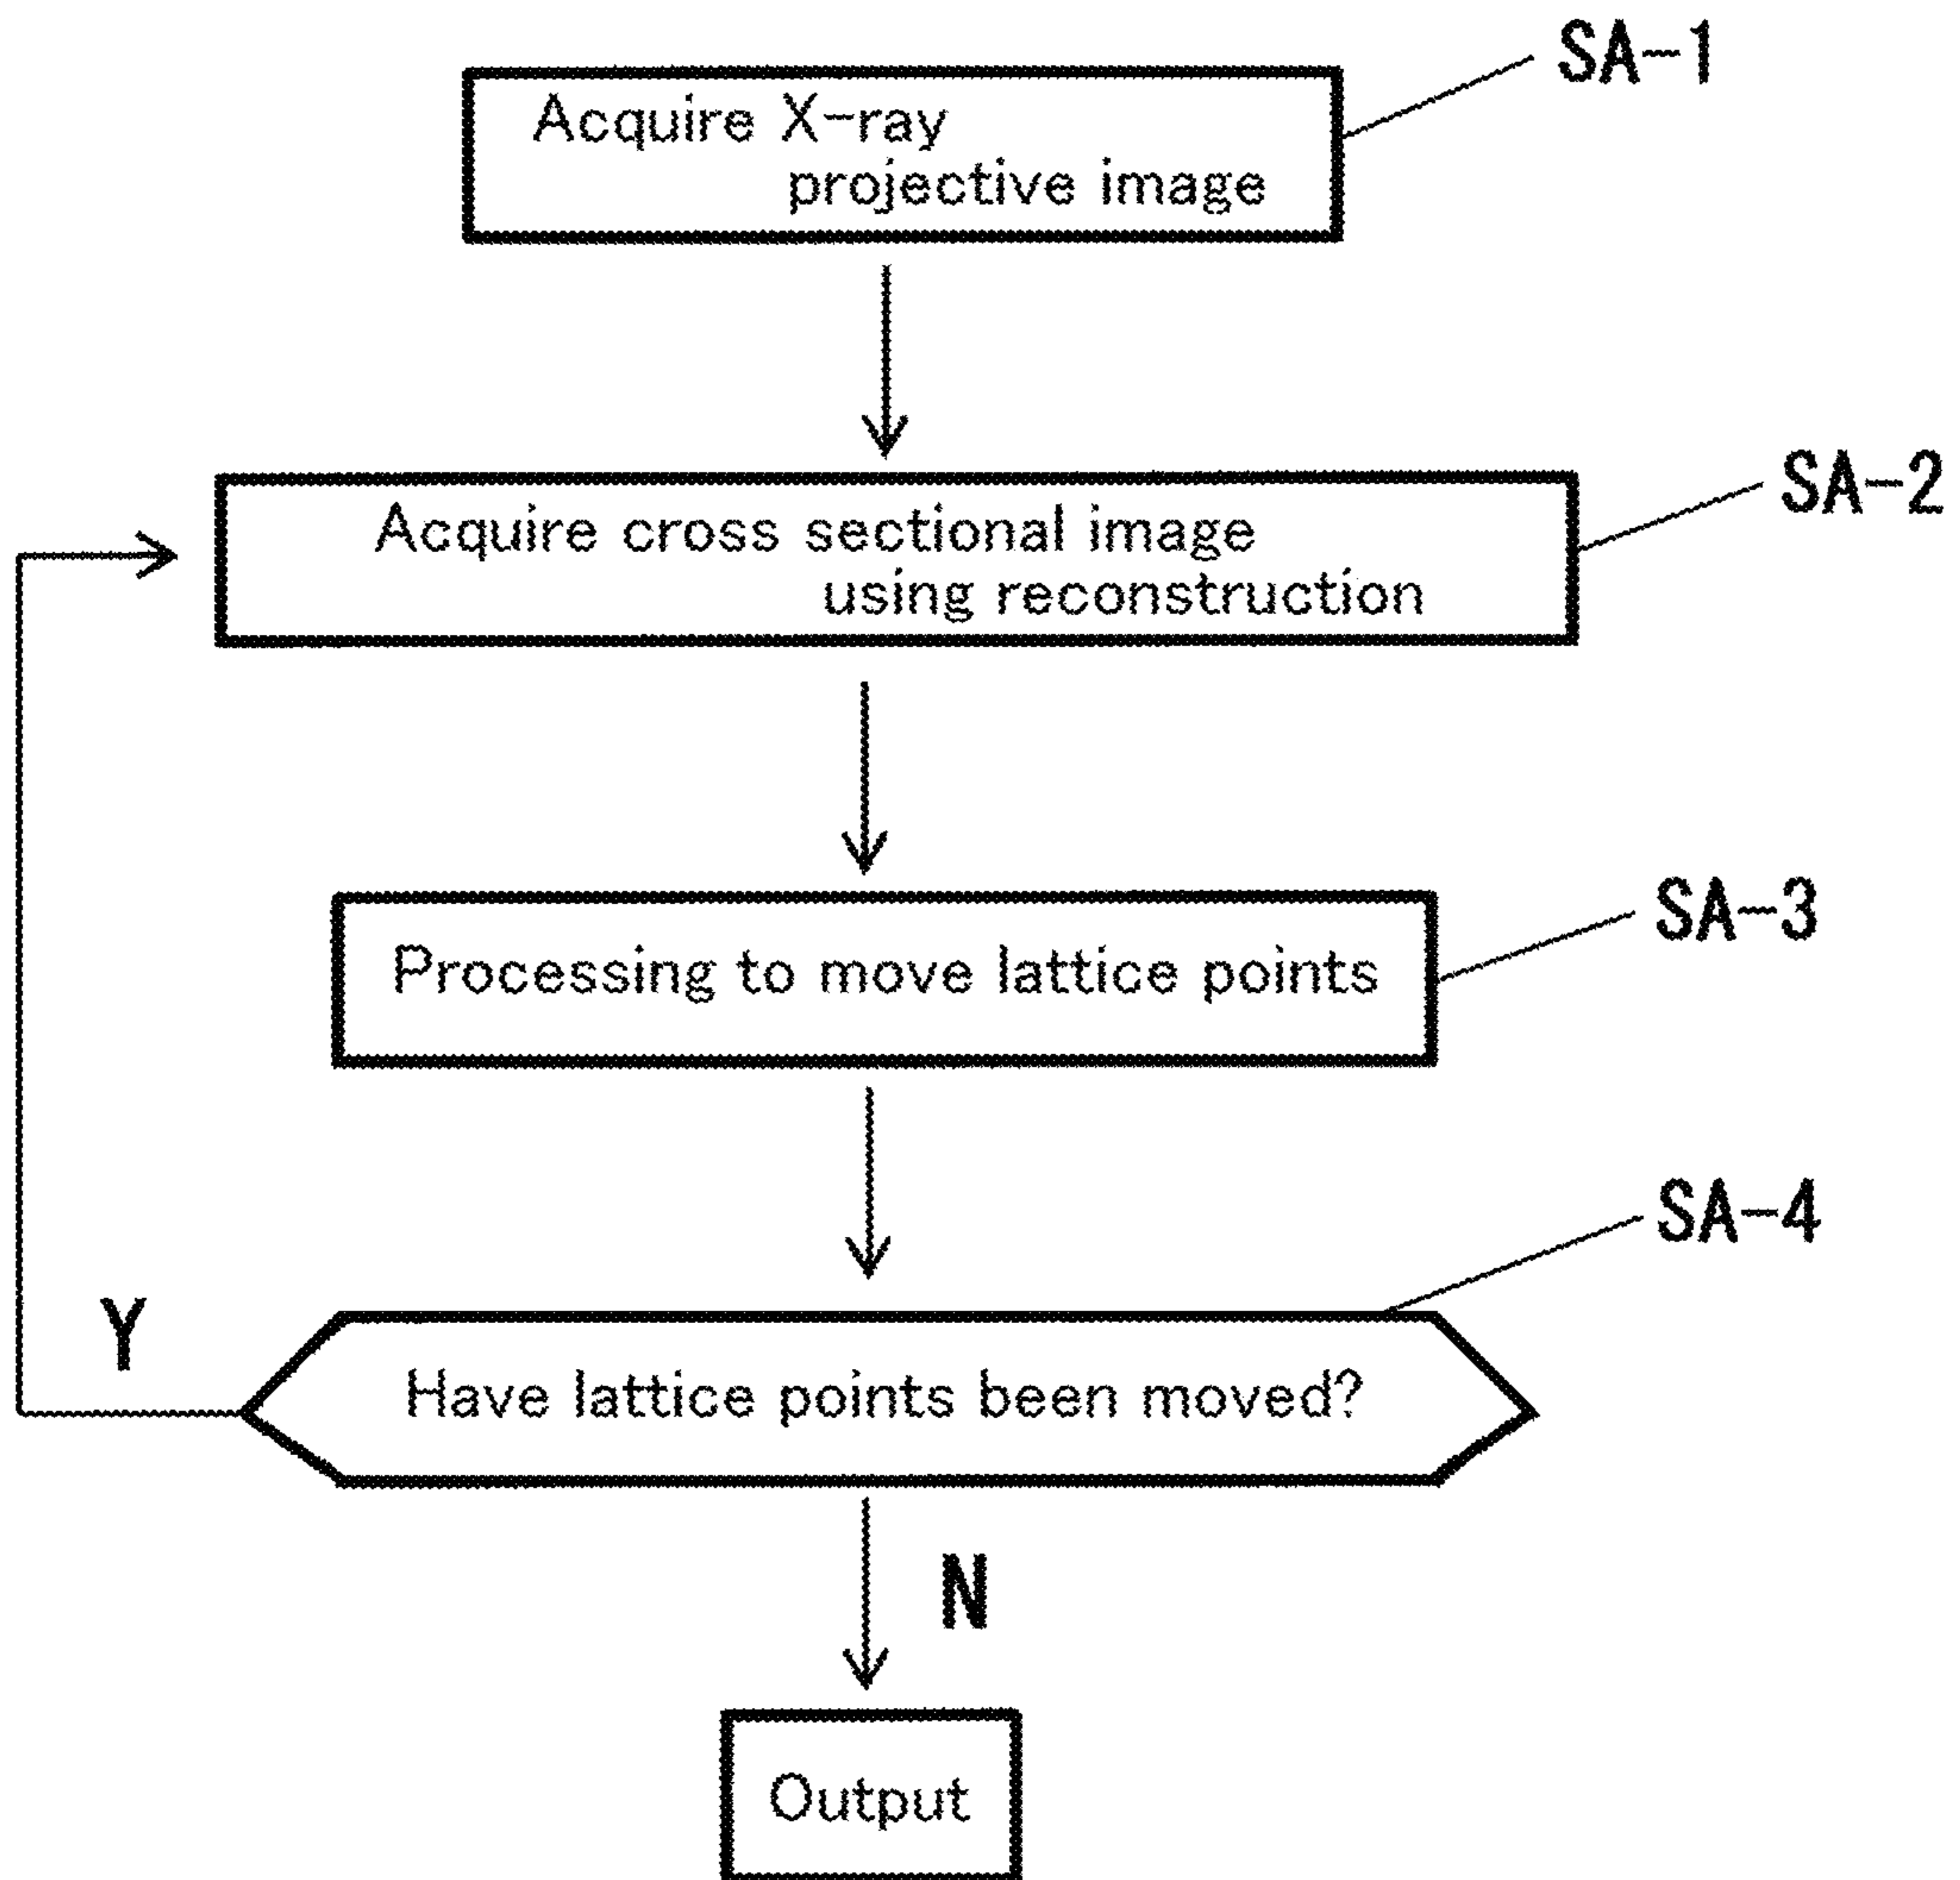 SA-1
Acquire X-ray
projective image
SA-2
Acquire cross sectional image
using reconstruction
SA-3
Processing to move lattice points
SA-4
Y
Have lattice points been moved?
N
Output